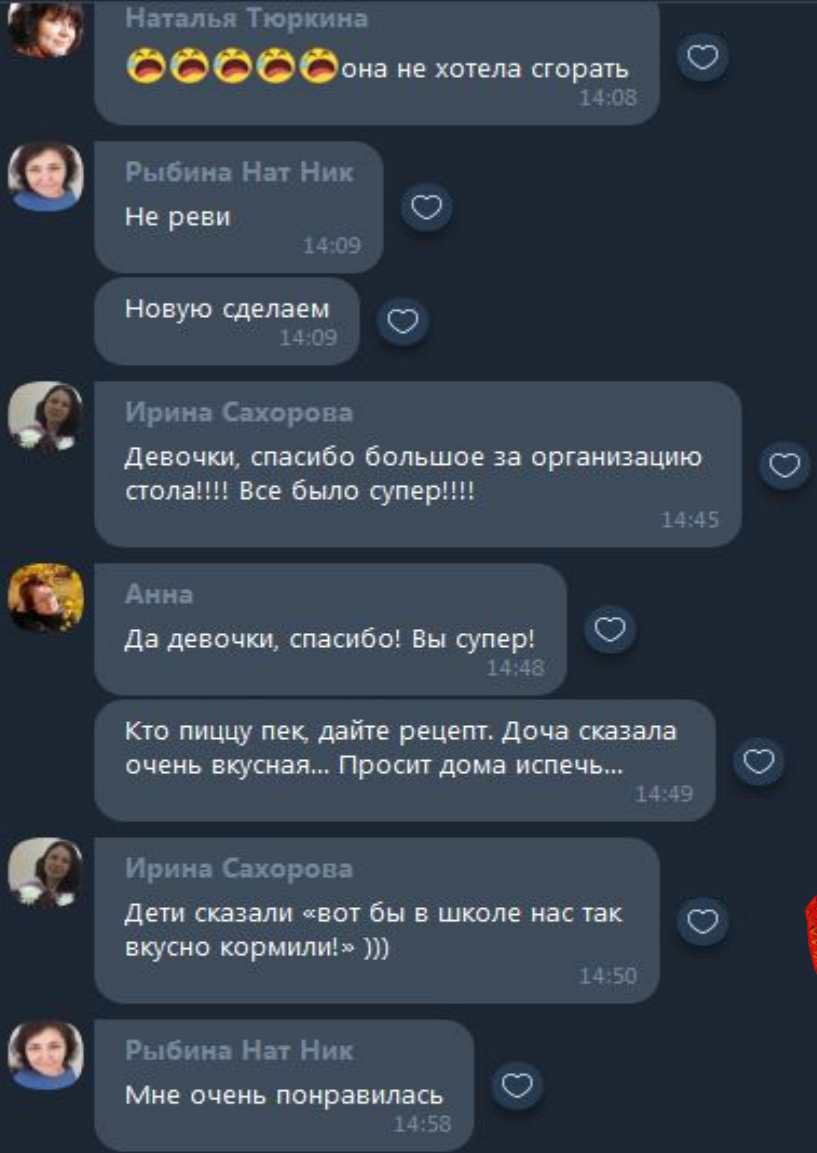 Наталья Тюркина
😭😭😭😭😭она не хотела сгорать
14:08
Рыбина Нат Ник
Не реви
14:09
Новую сделаем
14:09
Ирина Сахорова
Девочки, спасибо большое за организацию
стола!!!! Все было супер!!!!
14:45
Анна
Да девочки, спасибо! Вы супер!
14:48
Кто пиццу пек, дайте рецепт. Доча сказала
очень вкусная... Просит дома испечь...
14:49
Ирина Сахорова
Дети сказали «вот бы в школе нас так
вкусно кормили!» )))
14:50
Рыбина Нат Ник
Мне очень понравилась
14:58